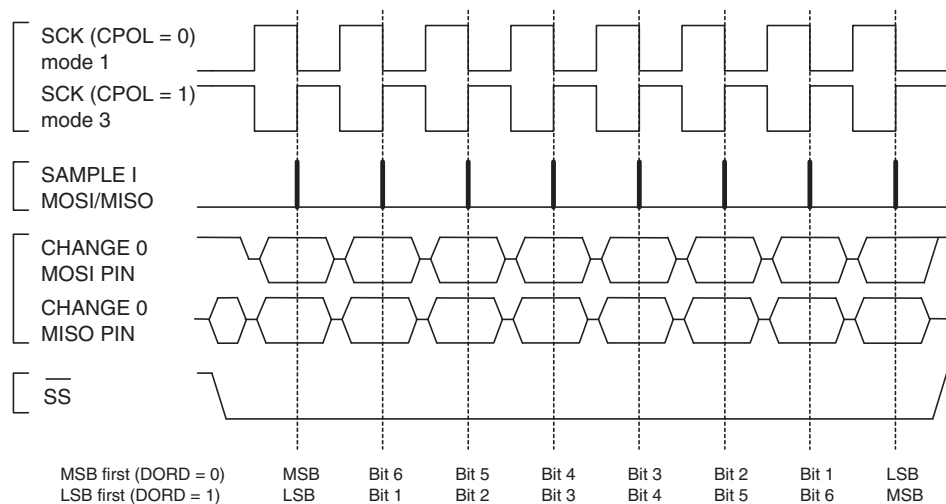 SCK (CPOL = 0)
mode 1
SCK (CPOL = 1)
mode 3
SAMPLE I
MOSI/MISO
CHANGE 0
MOSI PIN
CHANGE 0
MISO PIN
SS
MSB first (DORD = 0) MSB Bit 6 Bit 5 Bit 4 Bit 3 Bit 2 Bit 1 LSB
LSB first (DORD = 1) LSB Bit 1 Bit 2 Bit 3 Bit 4 Bit 5 Bit 6 MSB